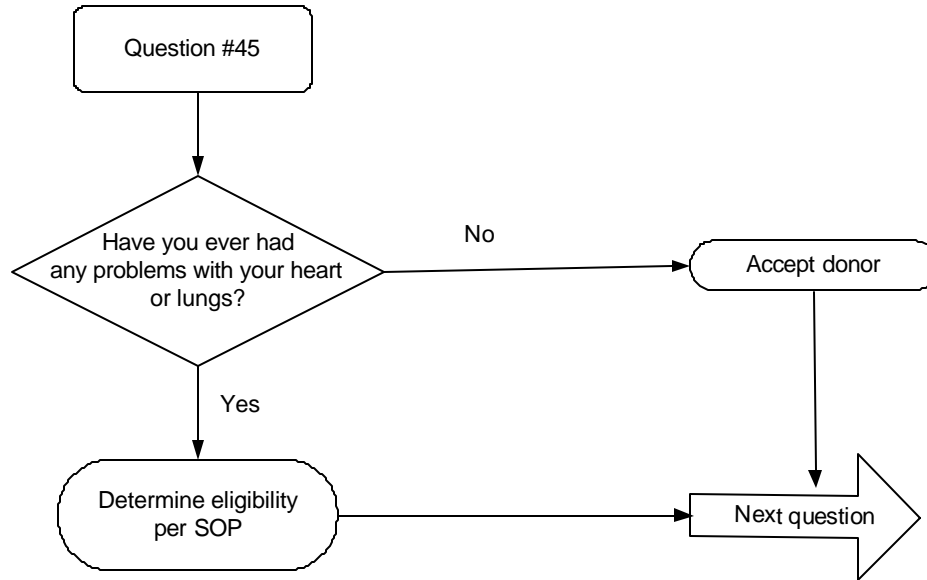 Question #45
Have you ever had
any problems with your heart
or lungs?
No
Accept donor
Yes
Determine eligibility
per SOP
Next question